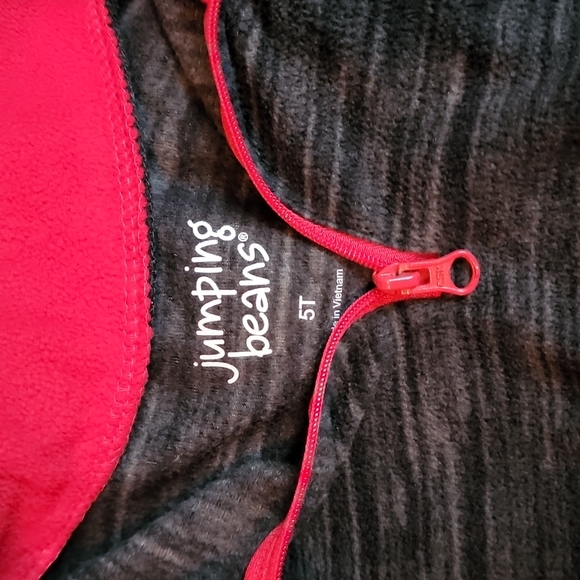 jumping
beans®
5T
in Vietnam